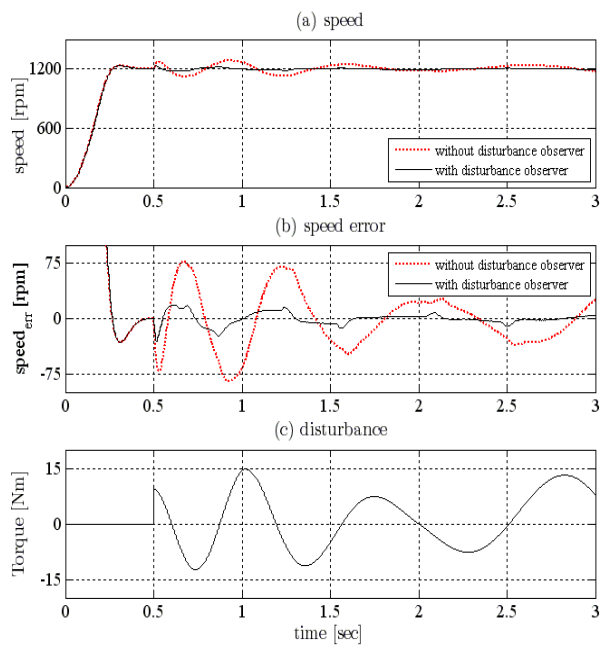 (a) speed
speed [rpm]
1200
600
0
without disturbance observer
with disturbance observer
0 0.5 1 1.5 2 2.5 3
(b) speed error
speed_err [rpm]
75
0
-75
without disturbance observer
with disturbance observer
0 0.5 1 1.5 2 2.5 3
(c) disturbance
Torque [Nm]
15
0
-15
0 0.5 1 1.5 2 2.5 3
time [sec]